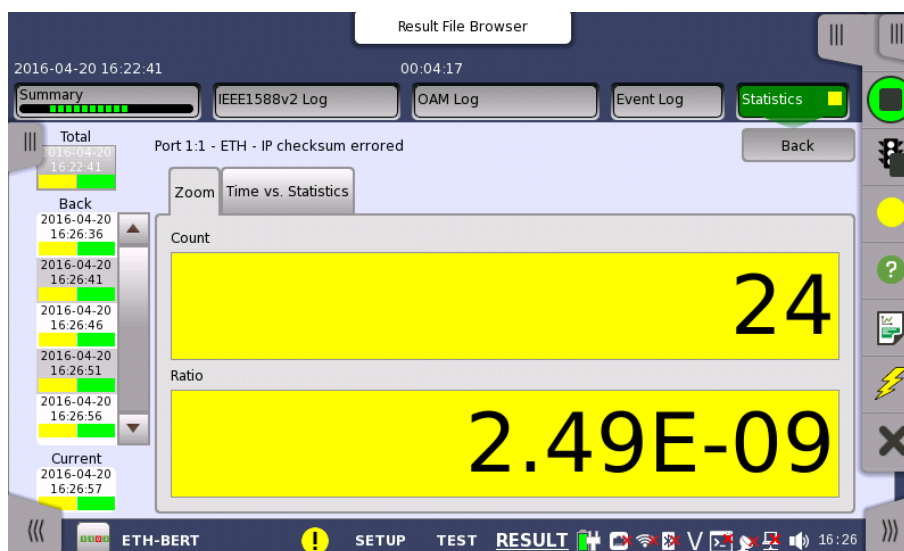 Result File Browser
2016-04-20 16:22:41 00:04:17
Summary IEEE1588v2 Log OAM Log Event Log Statistics
Total
2016-04-20
16:22:41
Port 1:1 - ETH - IP checksum errored
Back
Zoom Time vs. Statistics
Back
2016-04-20
16:26:36
2016-04-20
16:26:41
2016-04-20
16:26:46
2016-04-20
16:26:51
2016-04-20
16:26:56
Current
2016-04-20
16:26:57
Count
24
Ratio
2.49E-09
ETH-BERT SETUP TEST RESULT 16:26